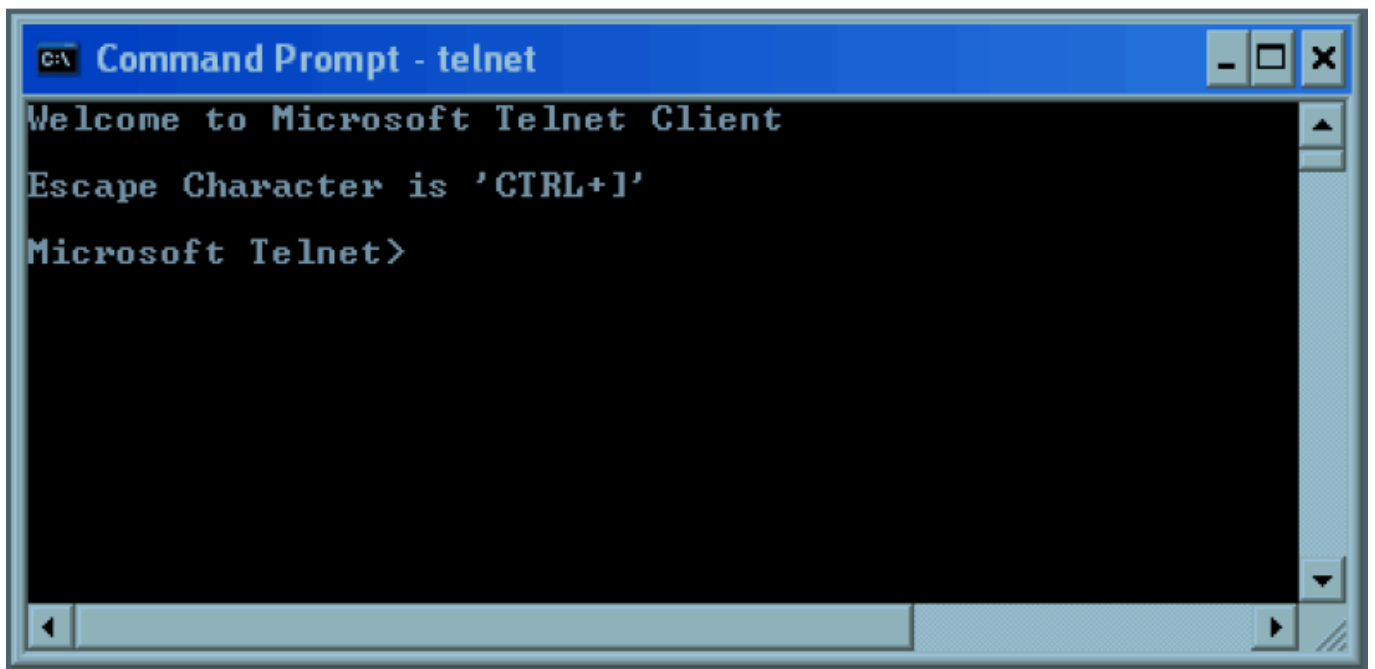 C:\ Command Prompt - telnet
Welcome to Microsoft Telnet Client
Escape Character is 'CTRL+]'
Microsoft Telnet>